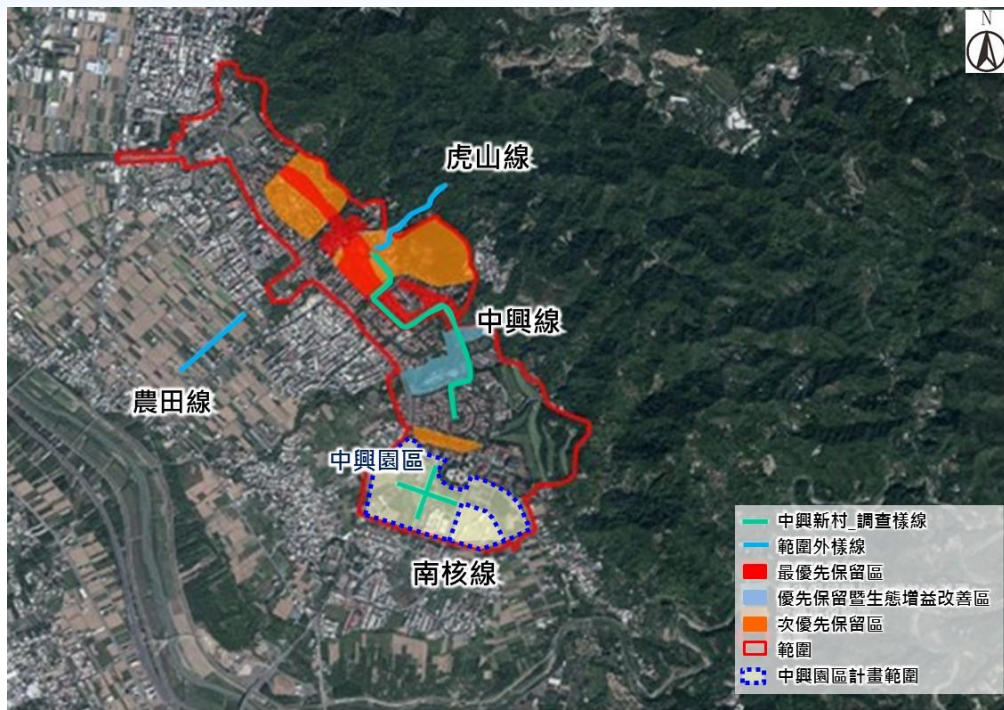 N
虎山線
中興線
農田線
中興園區
南核線
中興新村_調查樣線
範圍外樣線
最優先保留區
優先保留暨生態增益改善區
次優先保留區
範圍
中興園區計畫範圍